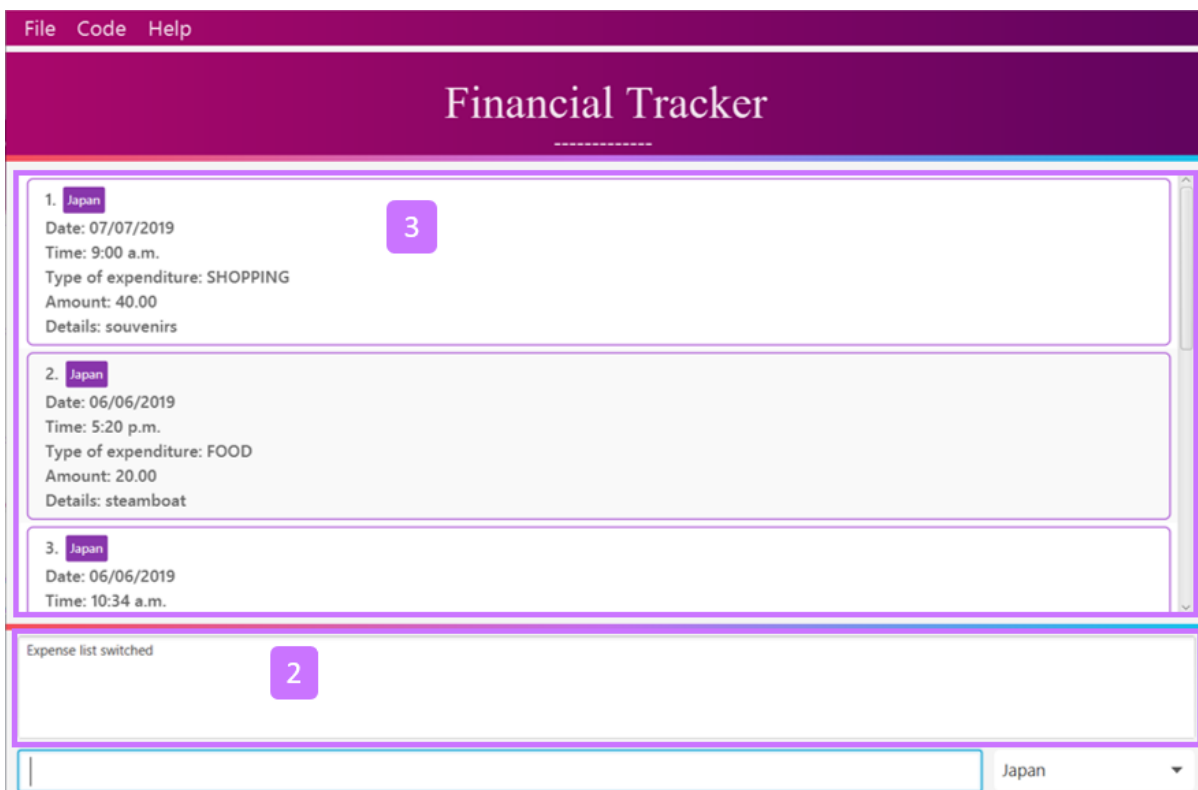 File Code Help
Financial Tracker
-------------
1. Japan
3
Date: 07/07/2019
Time: 9:00 a.m.
Type of expenditure: SHOPPING
Amount: 40.00
Details: souvenirs
2. Japan
Date: 06/06/2019
Time: 5:20 p.m.
Type of expenditure: FOOD
Amount: 20.00
Details: steamboat
3. Japan
Date: 06/06/2019
Time: 10:34 a.m.
Expense list switched
2
Japan